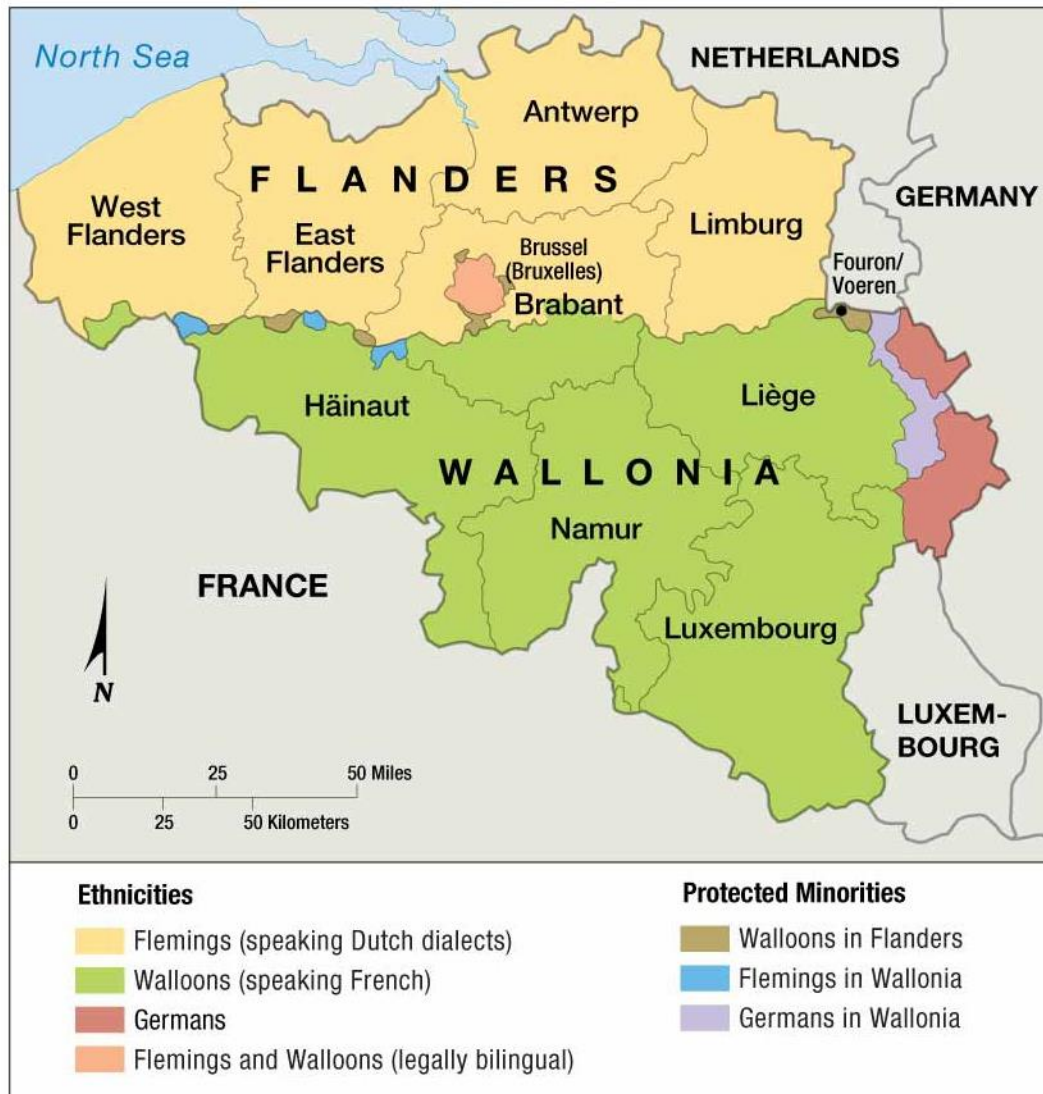 North Sea
NETHERLANDS
Antwerp
FLANDERS
GERMANY
West
Flanders
East
Flanders
Limburg
Brussel
(Bruxelles)
Brabant
Fouron/
Voeren
Häinaut
Liège
WALLONIA
Namur
FRANCE
Luxembourg
N
LUXEM-
BOURG
0 25 50 Miles
0 25 50 Kilometers
Ethnicities
Flemings (speaking Dutch dialects)
Walloons (speaking French)
Germans
Flemings and Walloons (legally bilingual)
Protected Minorities
Walloons in Flanders
Flemings in Wallonia
Germans in Wallonia